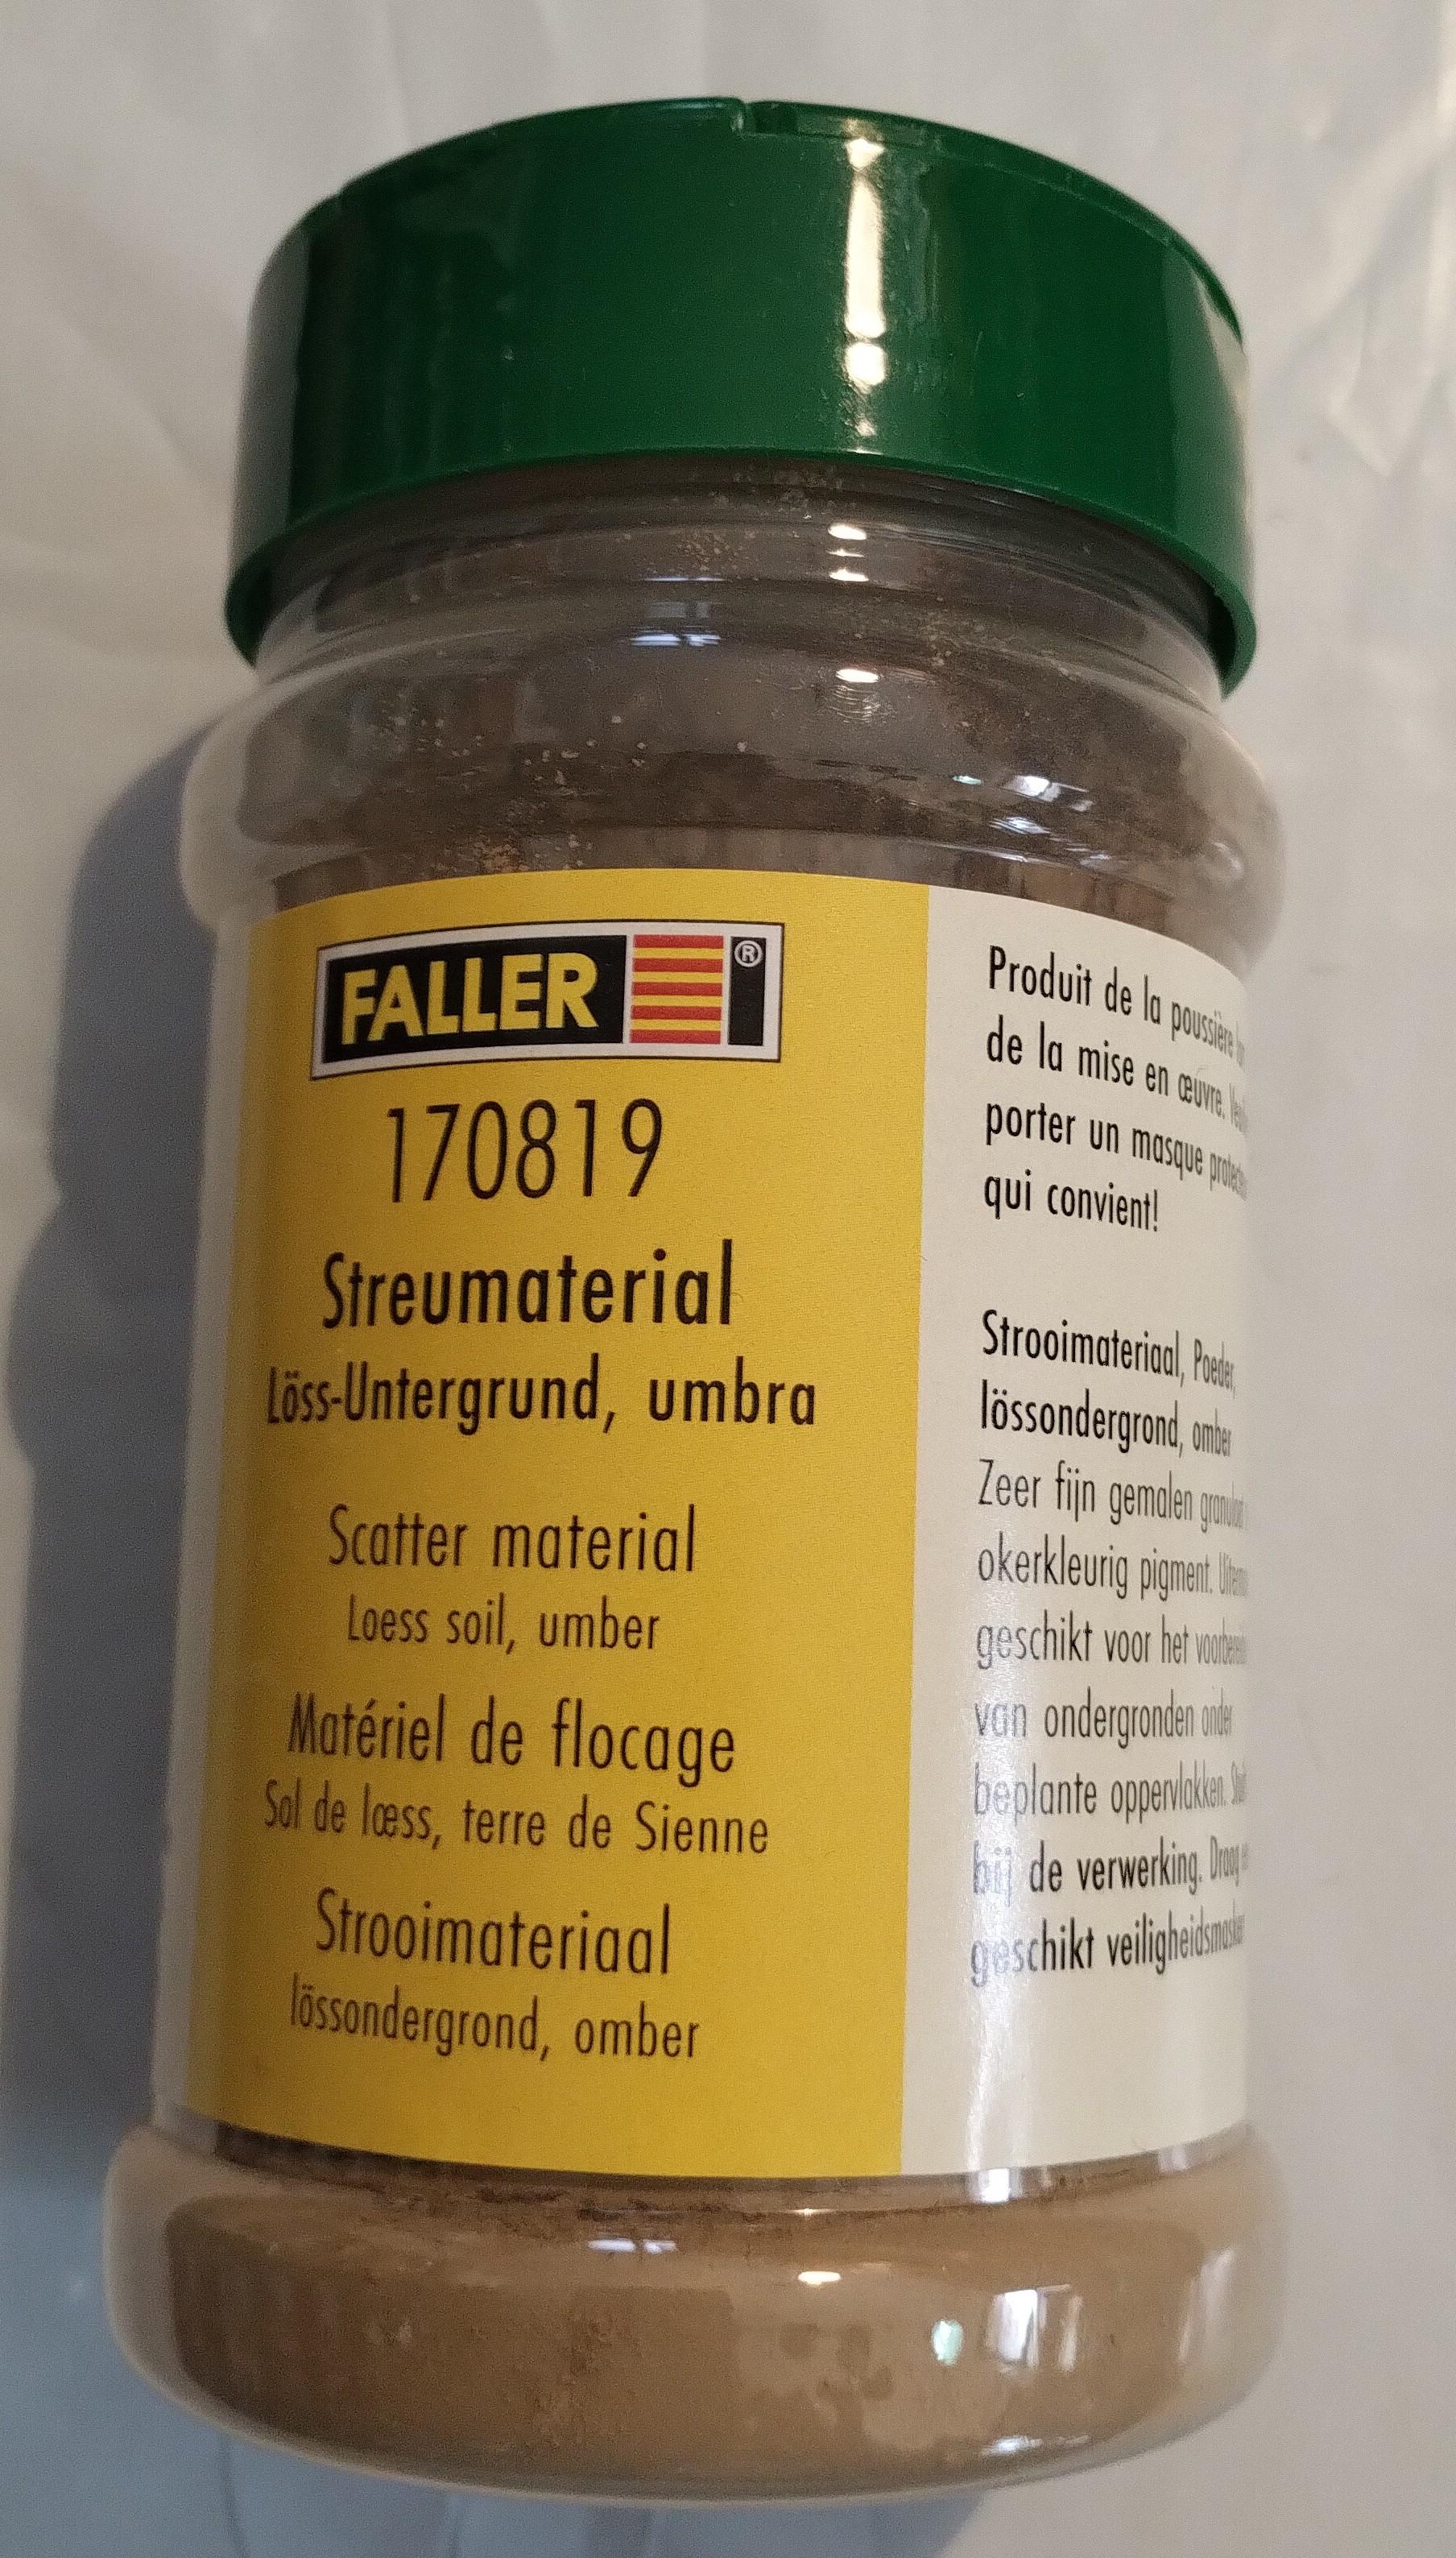 FALLER ®
170819
Streumaterial
Löss-Untergrund, umbra
Scatter material
Loess soil, umber
Matériel de flocage
Sol de lœss, terre de Sienne
Strooimateriaal
lössondergrond, omber
Produit de la poussière
de la mise en œuvre.
porter un masque
qui convient!
Strooimateriaal, Poeder,
lössondergrond, omber
Zeer fijn gemalen
okerkleurig pigment.
geschikt voor het
van ondergronden onder
beplante oppervlakken.
bij de verwerking. Draag
geschikt